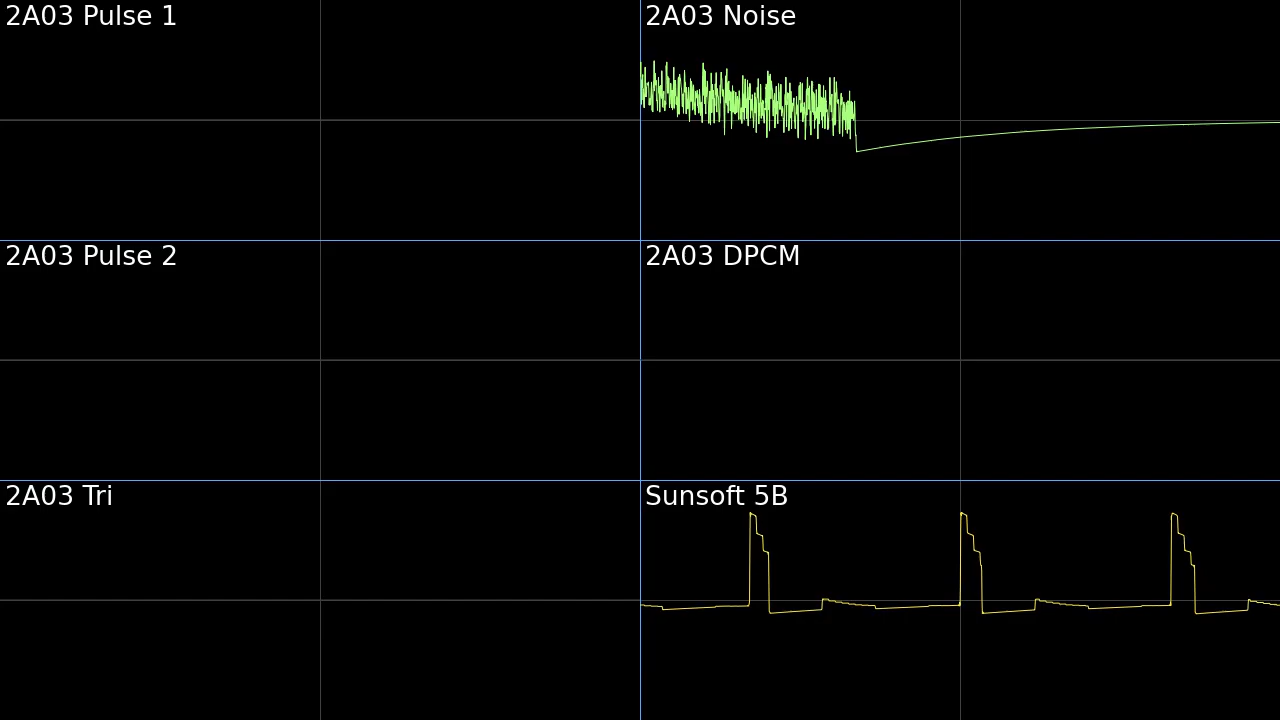 2A03 Pulse 1
2A03 Noise
2A03 Pulse 2
2A03 DPCM
2A03 Tri
Sunsoft 5B